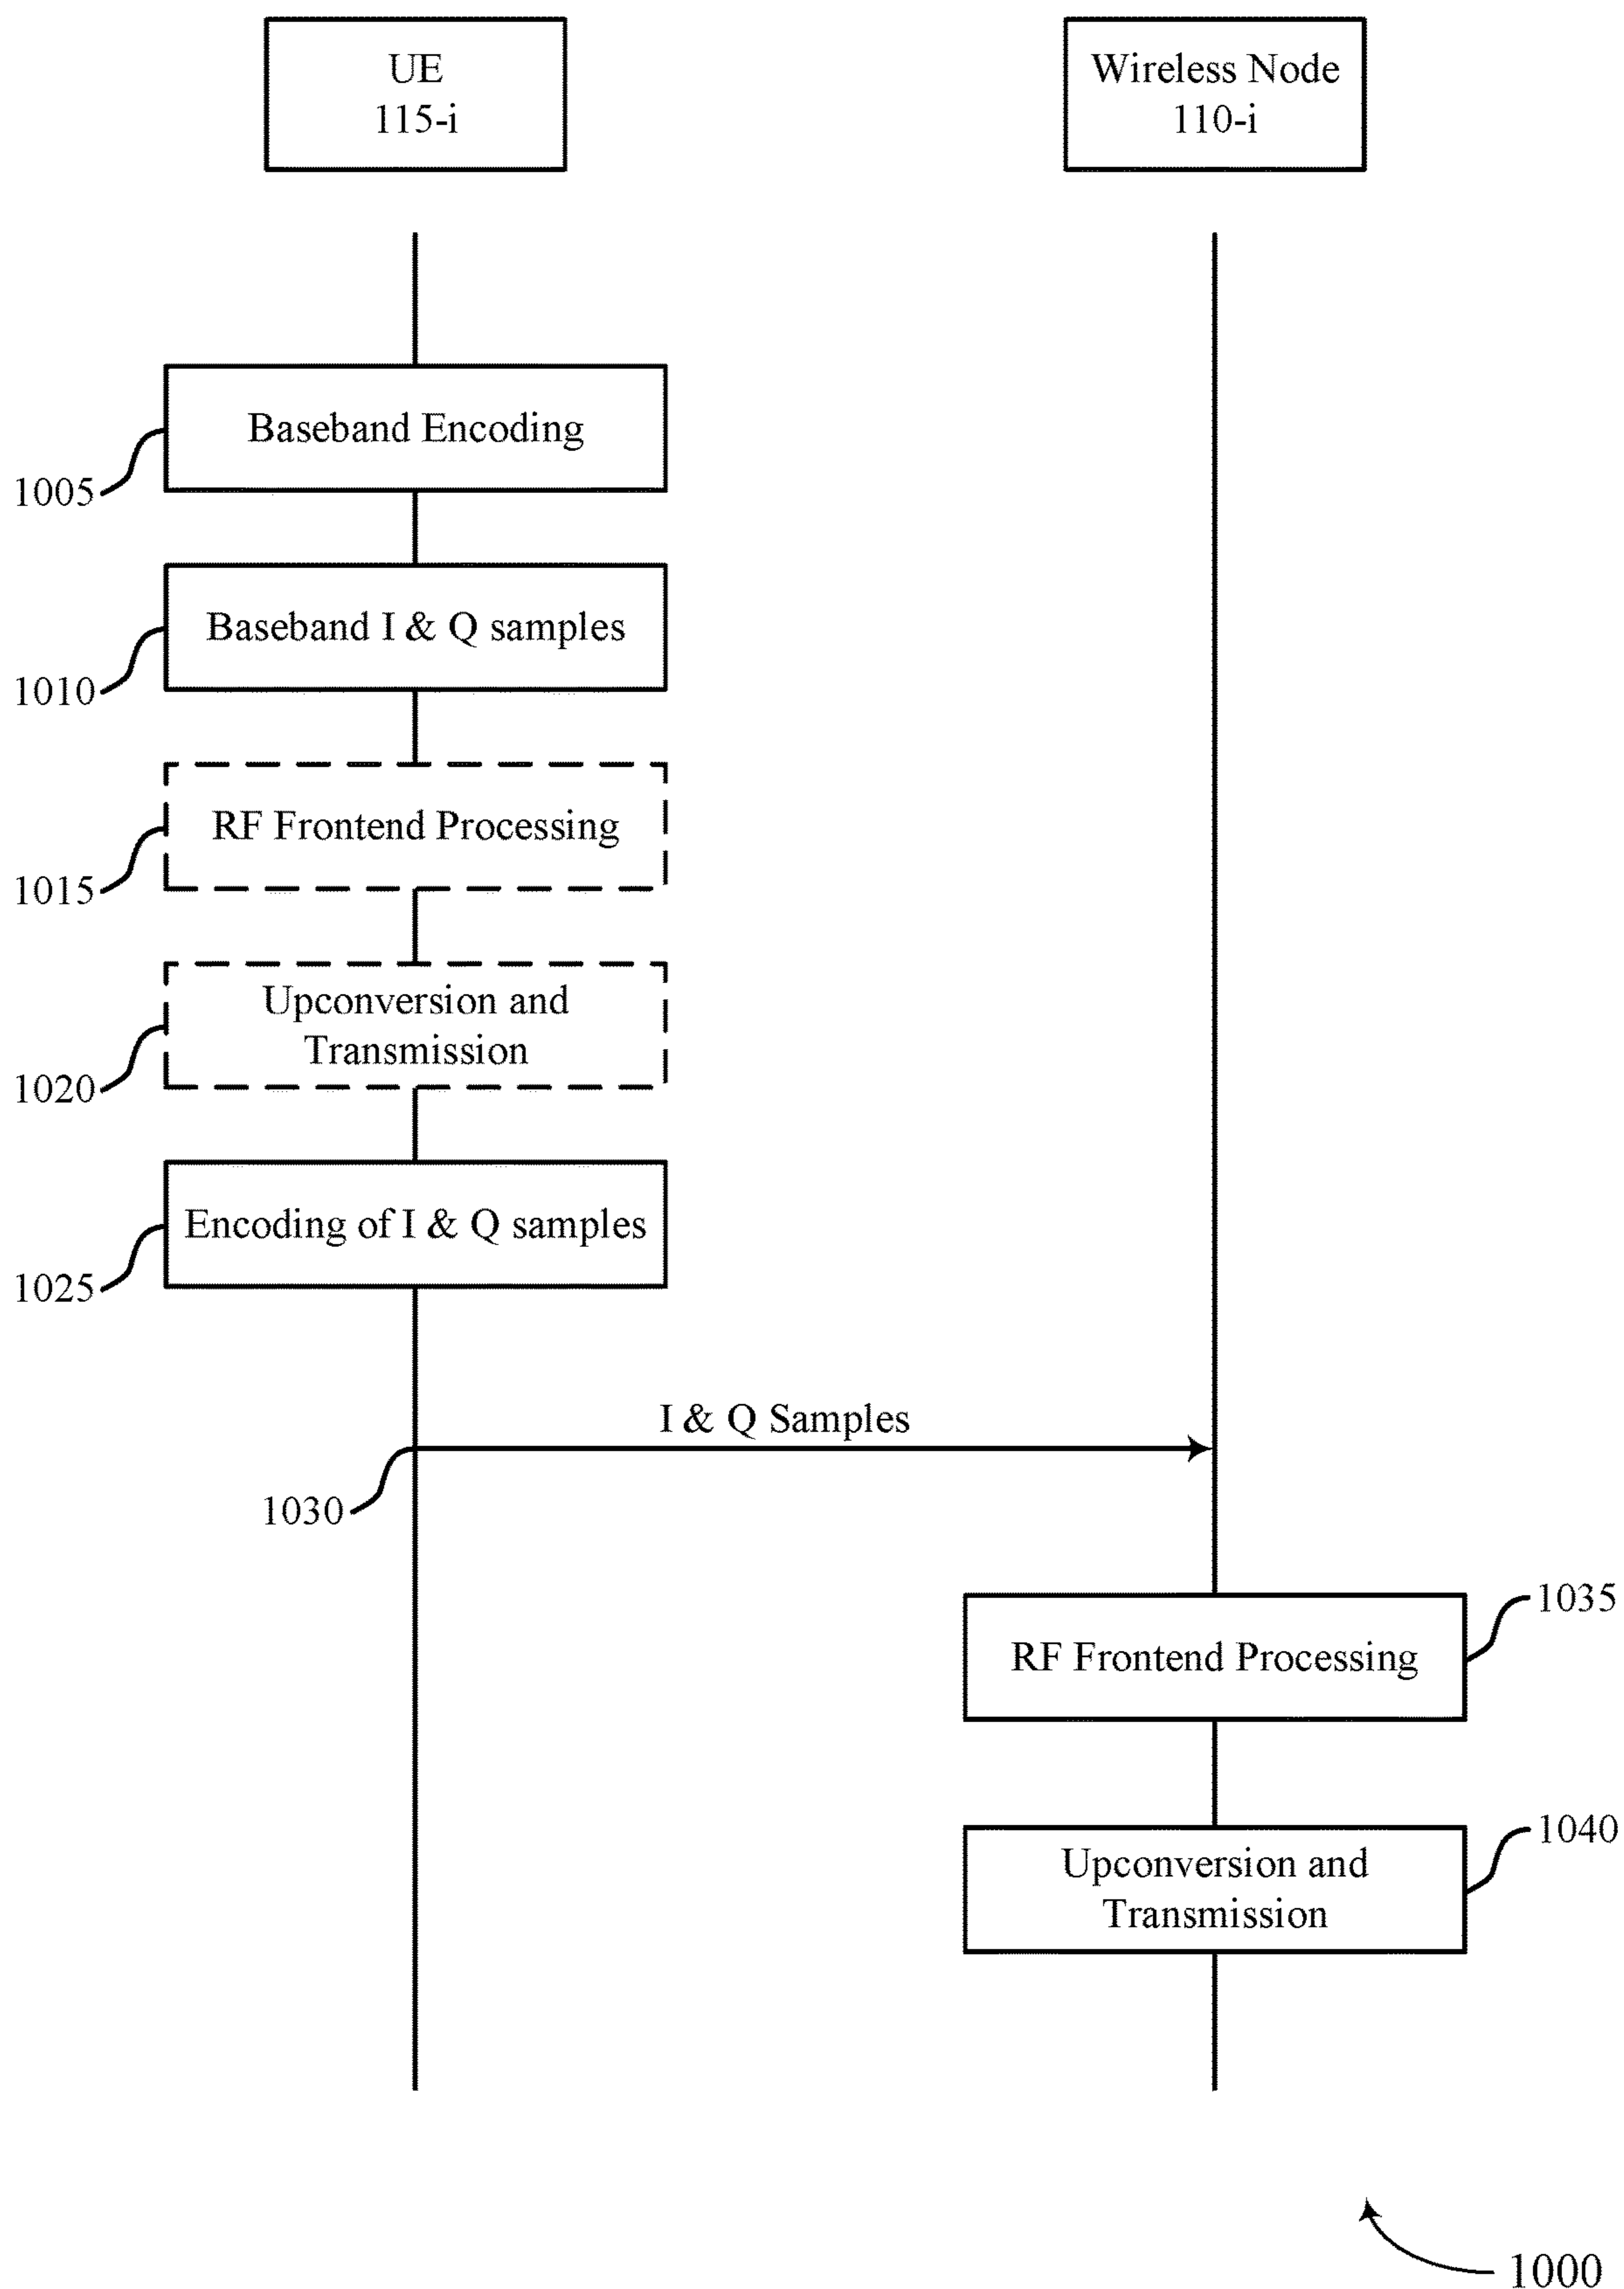 UE
115-i
Wireless Node
110-i
Baseband Encoding
1005
Baseband I & Q samples
1010
RF Frontend Processing
1015
Upconversion and
Transmission
1020
Encoding of I & Q samples
1025
I & Q Samples
1030
1035
RF Frontend Processing
1040
Upconversion and
Transmission
1000